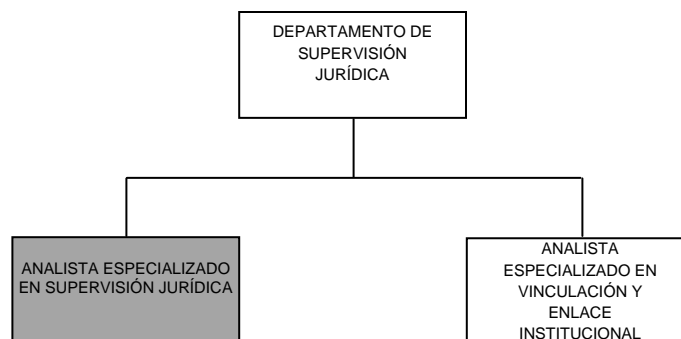 DEPARTAMENTO DE
SUPERVISIÓN
JURÍDICA
ANALISTA ESPECIALIZADO
EN SUPERVISIÓN JURÍDICA
ANALISTA
ESPECIALIZADO EN
VINCULACIÓN Y
ENLACE
INSTITUCIONAL